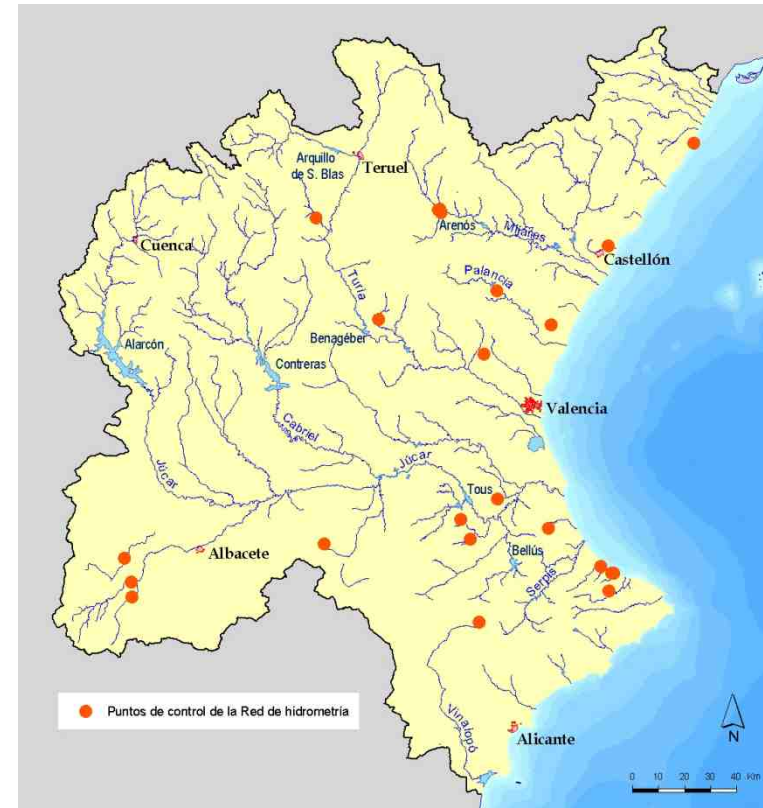 Arquillo
de S. Blas
Teruel
Arenós
Mijares
Cuenca
Castellón
Palancia
Turia
Alarcón
Benagéber
Contreras
Valencia
Cabriel
Júcar
Júcar
Tous
Albacete
Bellús
Serpis
Puntos de control de la Red de hidrometría
Vinalopó
Alicante
N
0 10 20 30 40 Km